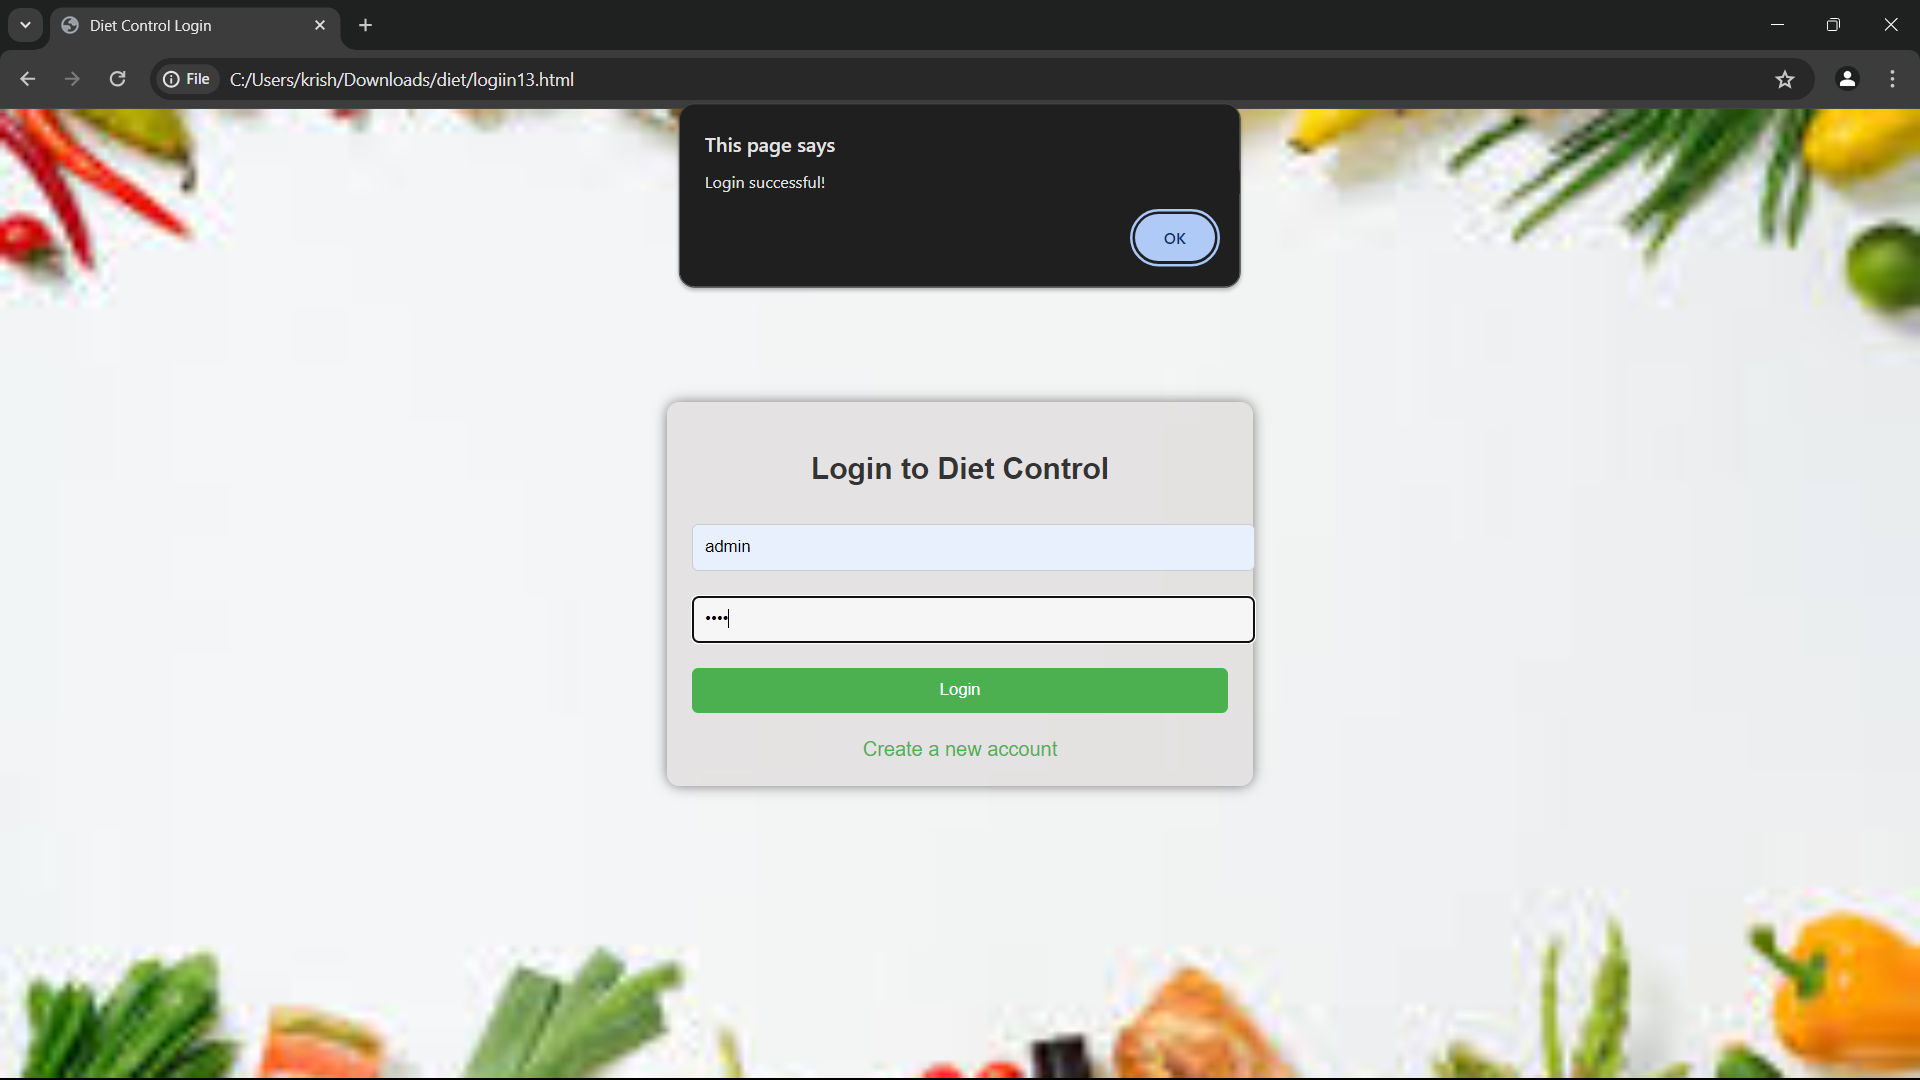 Diet Control Login
File
C:/Users/krish/Downloads/diet/logiin13.html
This page says
Login successful!
OK
Login to Diet Control
admin
••••
Login
Create a new account